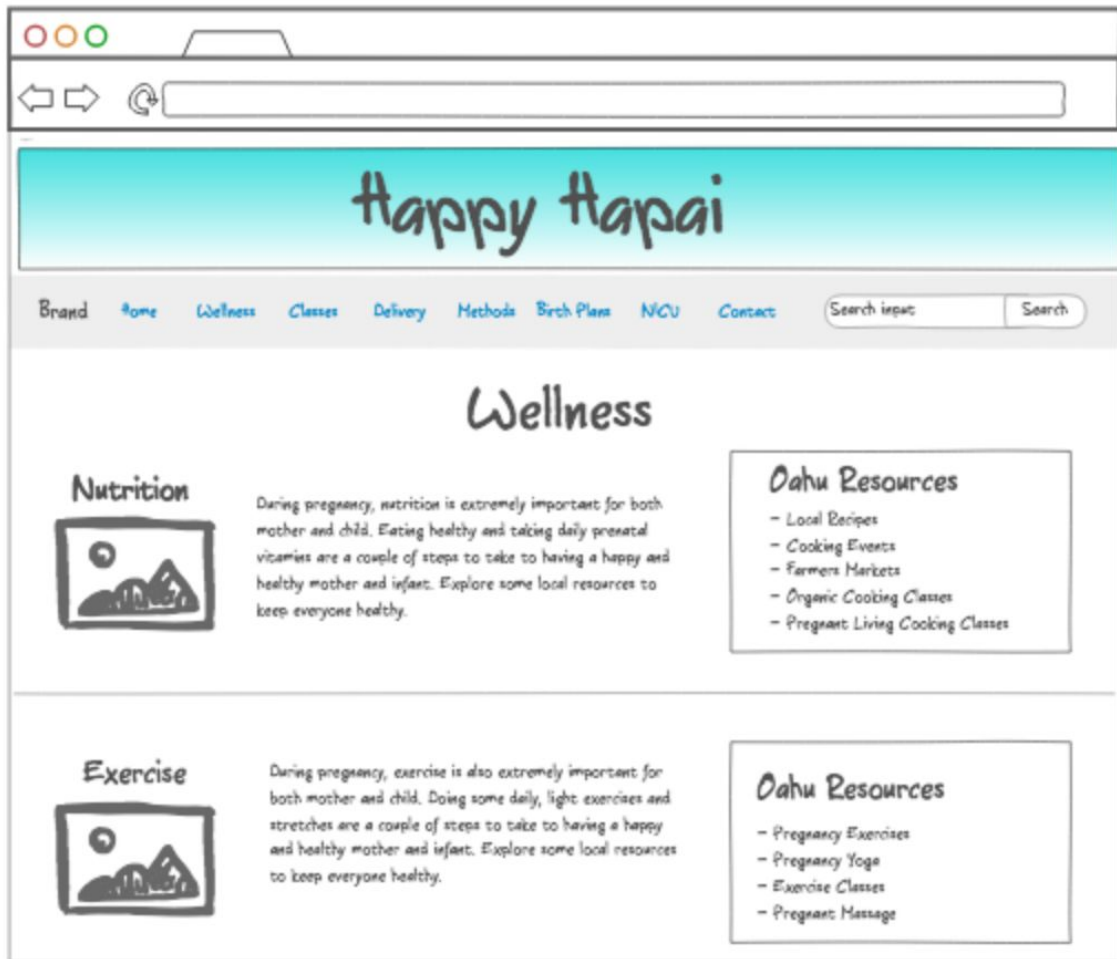 Happy Hapai
Brand Home Wellness Classes Delivery Methods Birth Plans NICU Contact Search input Search
Wellness
Nutrition
During pregnancy, nutrition is extremely important for both
mother and child. Eating healthy and taking daily prenatal
vitamins are a couple of steps to take to having a happy and
healthy mother and infant. Explore some local resources to
keep everyone healthy.
Oahu Resources
- Local Recipes
- Cooking Events
- Farmers Markets
- Organic Cooking Classes
- Pregnant Living Cooking Classes
Exercise
During pregnancy, exercise is also extremely important for
both mother and child. Doing some daily, light exercises and
stretches are a couple of steps to take to having a happy
and healthy mother and infant. Explore some local resources
to keep everyone healthy.
Oahu Resources
- Pregnancy Exercises
- Pregnancy Yoga
- Exercise Classes
- Pregnant Massage